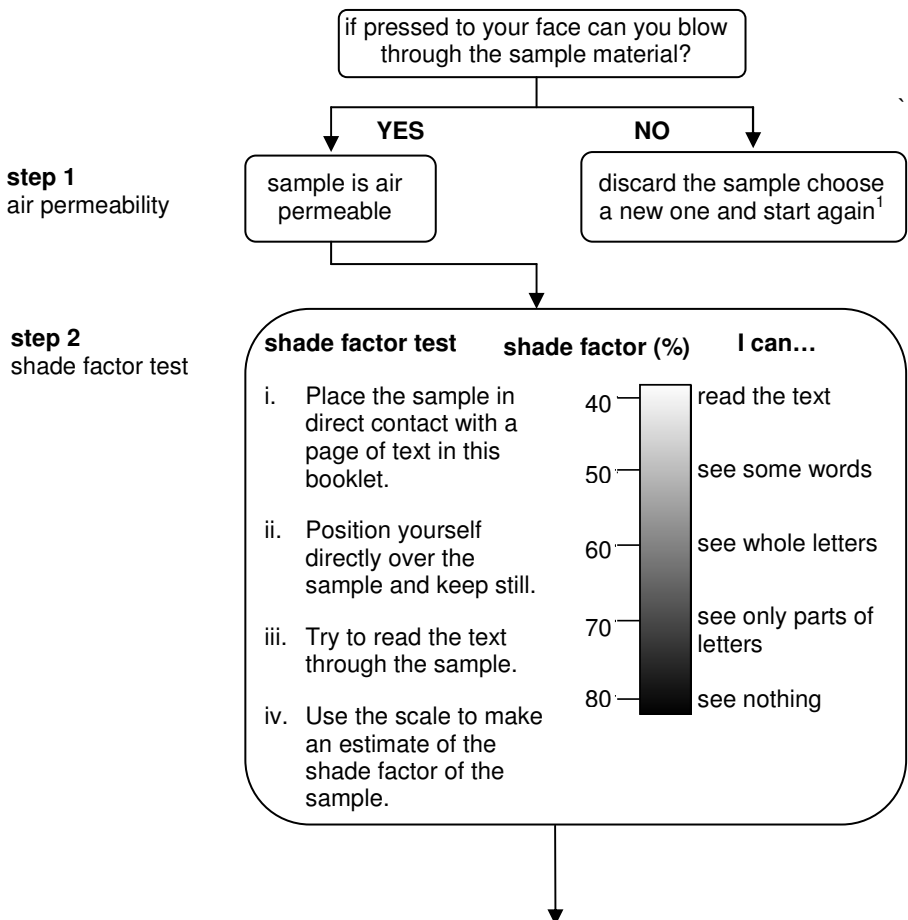 if pressed to your face can you blow
through the sample material?
`
YES
NO
step 1
air permeability
sample is air
permeable
discard the sample choose
a new one and start again1
step 2
shade factor test
shade factor test
i. Place the sample in
direct contact with a
page of text in this
booklet.
ii. Position yourself
directly over the
sample and keep still.
iii. Try to read the text
through the sample.
iv. Use the scale to make
an estimate of the
shade factor of the
sample.
shade factor (%)
I can…
40
read the text
50
see some words
60
see whole letters
70
see only parts of
letters
80
see nothing